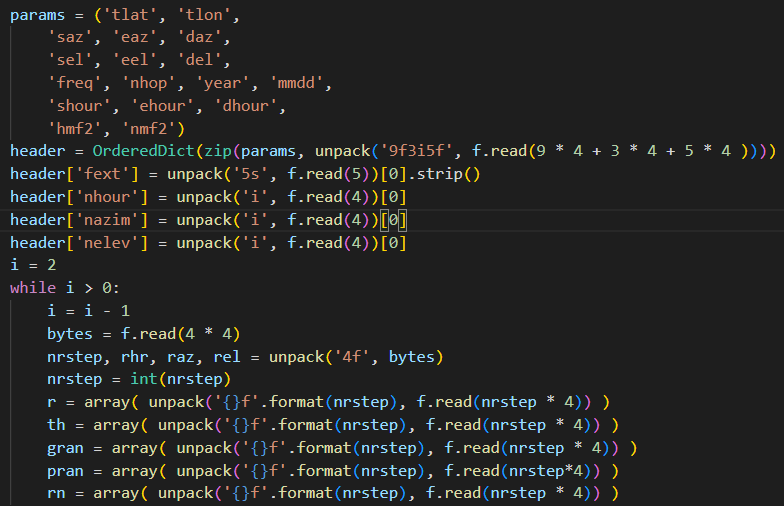 params = ('tlat', 'tlon',
    'saz', 'eaz', 'daz',
    'sel', 'eel', 'del',
    'freq', 'nhop', 'year', 'mmdd',
    'shour', 'ehour', 'dhour',
    'hmf2', 'nmf2')
header = OrderedDict(zip(params, unpack('9f3i5f', f.read(9 * 4 + 3 * 4 + 5 * 4 ))))
header['fext'] = unpack('5s', f.read(5))[0].strip()
header['nhour'] = unpack('i', f.read(4))[0]
header['nazim'] = unpack('i', f.read(4))[0]
header['nelev'] = unpack('i', f.read(4))[0]
i = 2
while i > 0:
    i = i - 1
    bytes = f.read(4 * 4)
    nrstep, rhr, raz, rel = unpack('4f', bytes)
    nrstep = int(nrstep)
    r = array( unpack('{}f'.format(nrstep), f.read(nrstep * 4)) )
    th = array( unpack('{}f'.format(nrstep), f.read(nrstep * 4)) )
    gran = array( unpack('{}f'.format(nrstep), f.read(nrstep * 4)) )
    pran = array( unpack('{}f'.format(nrstep), f.read(nrstep*4)) )
    rn = array( unpack('{}f'.format(nrstep), f.read(nrstep * 4)) )